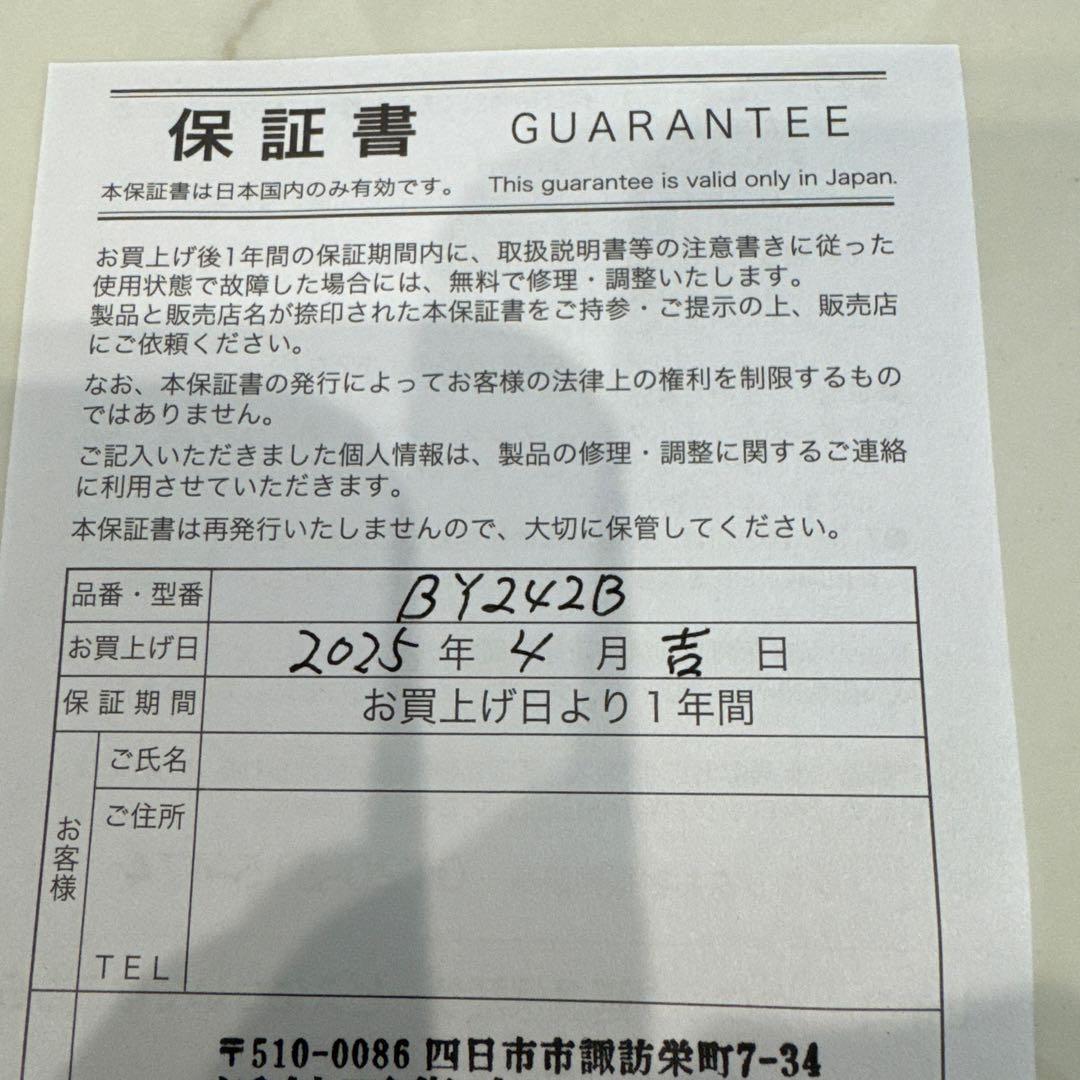 保証書 GUARANTEE
本保証書は日本国内のみ有効です。 This guarantee is valid only in Japan.
お買上げ後1年間の保証期間内に、取扱説明書等の注意書きに従った
使用状態で故障した場合には、無料で修理・調整いたします。
製品と販売店名が捺印された本保証書をご持参・ご提示の上、販売店
にご依頼ください。
なお、本保証書の発行によってお客様の法律上の権利を制限するもの
ではありません。
ご記入いただきました個人情報は、製品の修理・調整に関するご連絡
に利用させていただきます。
本保証書は再発行いたしませんので、大切に保管してください。
品番・型番 BY242B
お買上げ日 2025年4月吉日
保証期間 お買上げ日より1年間
お客様
ご氏名
ご住所
TEL
〒510-0086 四日市市諏訪栄町7-34